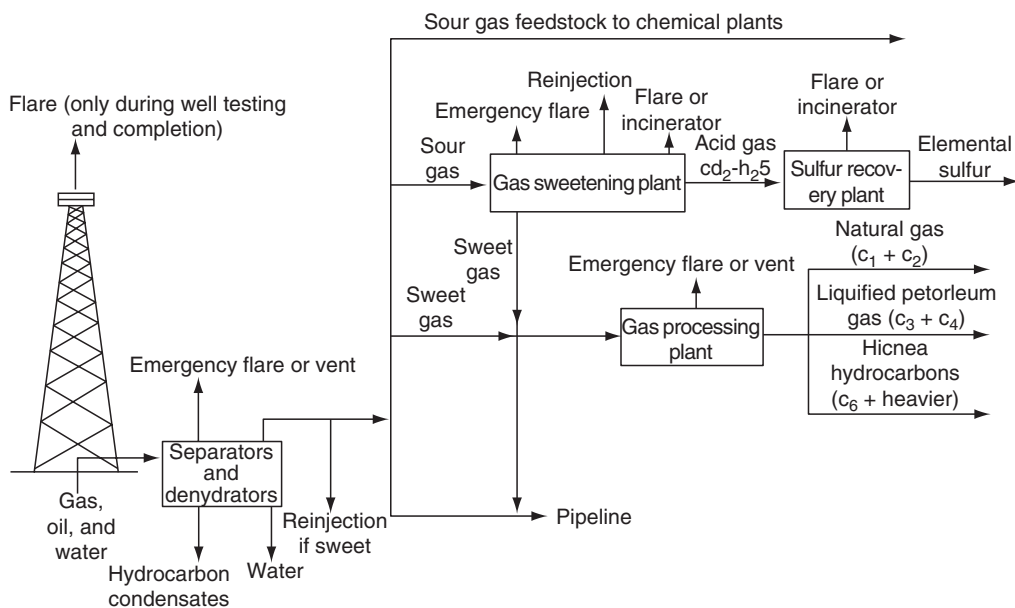 Sour gas feedstock to chemical plants
Flare (only during well testing
and completion)
Reinjection
Emergency flare
Flare or
incinerator
Flare or
incinerator
Sour
gas
Gas sweetening plant
Acid gas
cd₂-h₂5
Sulfur recov-
ery plant
Elemental
sulfur
Sweet
gas
Sweet
gas
Emergency flare or vent
Gas processing
plant
Natural gas
(c₁ + c₂)
Liquified petorleum
gas (c₃ + c₄)
Hicnea
hydrocarbons
(c₆ + heavier)
Emergency flare or vent
Separators
and
denydrators
Gas,
oil, and
water
Reinjection
if sweet
Hydrocarbon
condensates
Water
Pipeline